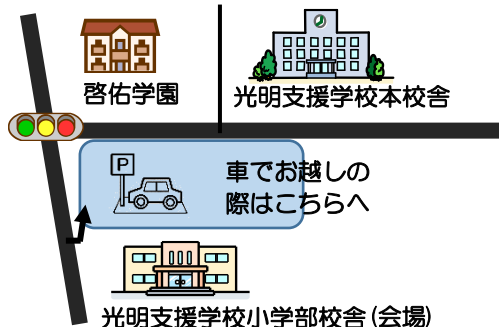 啓佑学園
光明支援学校本校舎
P
車でお越しの
際はこちらへ
光明支援学校小学部校舎(会場)